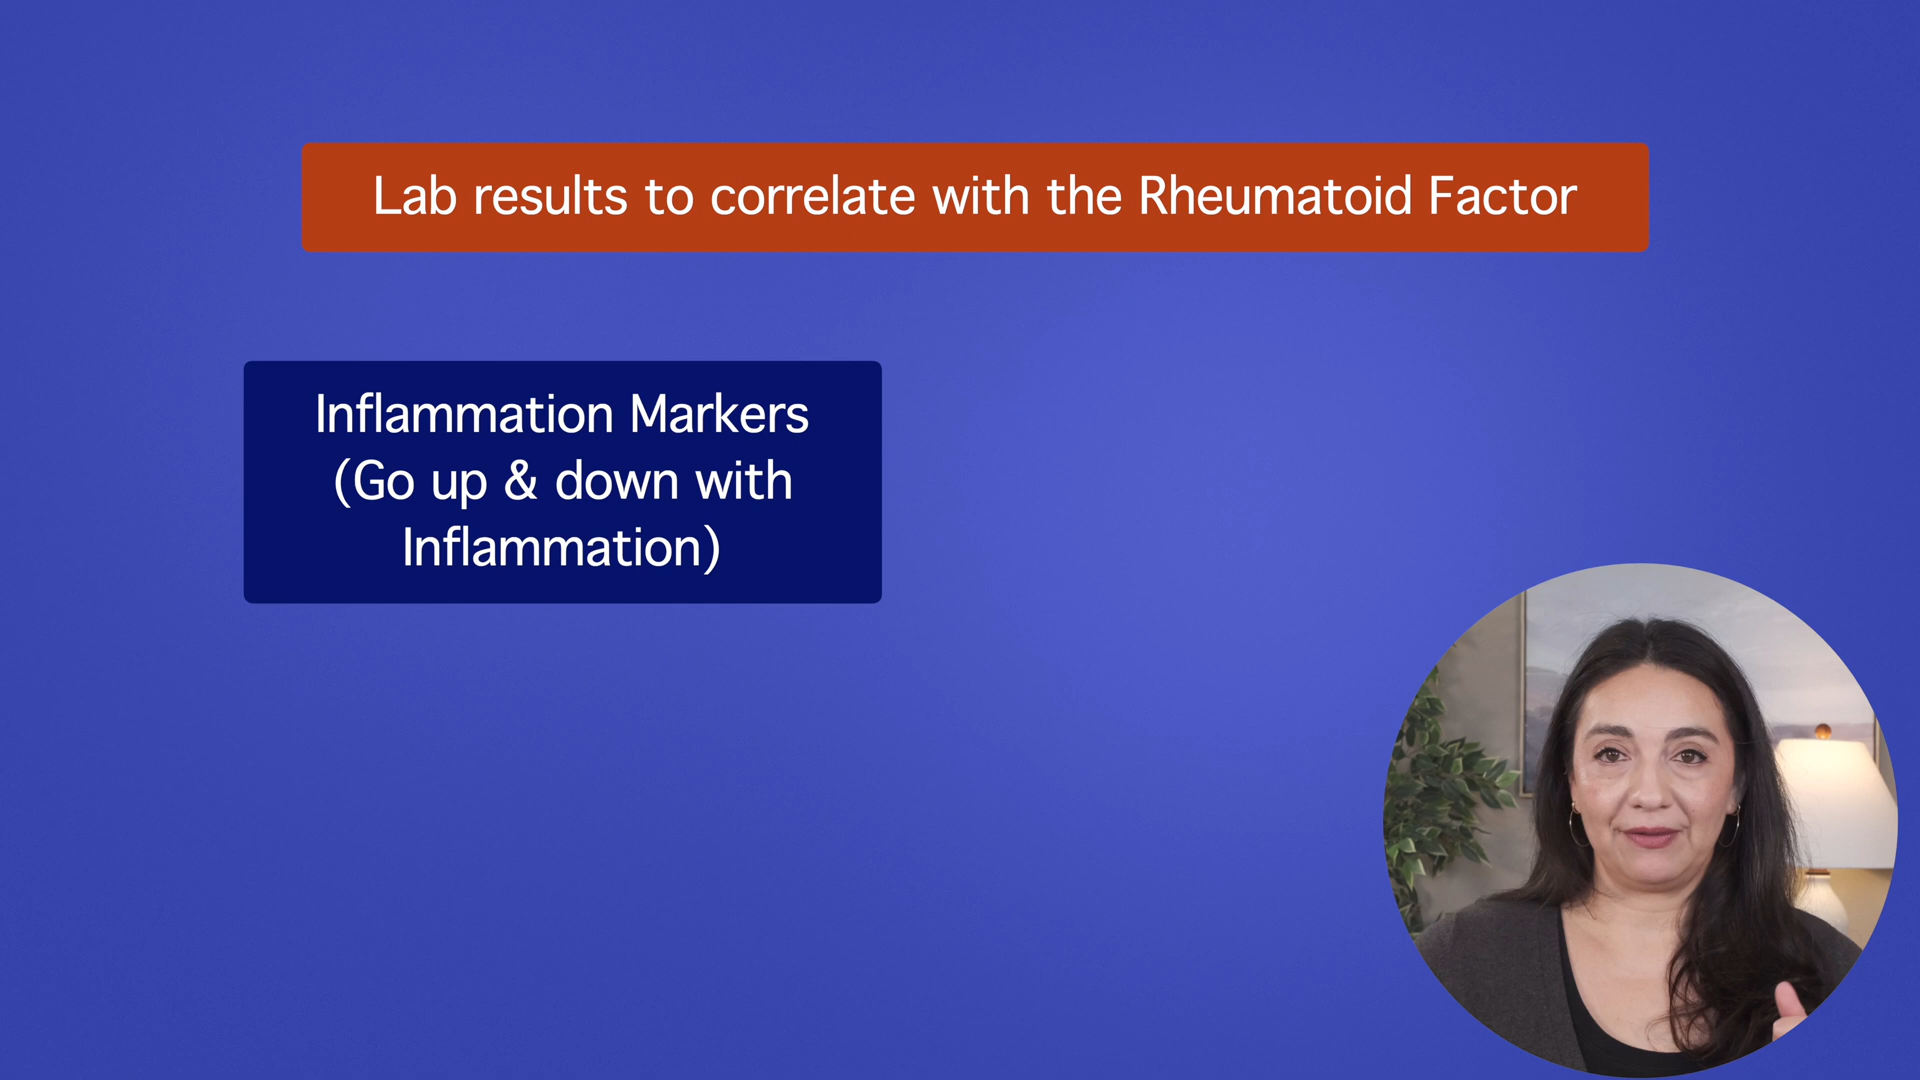 Lab results to correlate with the Rheumatoid Factor
Inflammation Markers
(Go up & down with
Inflammation)